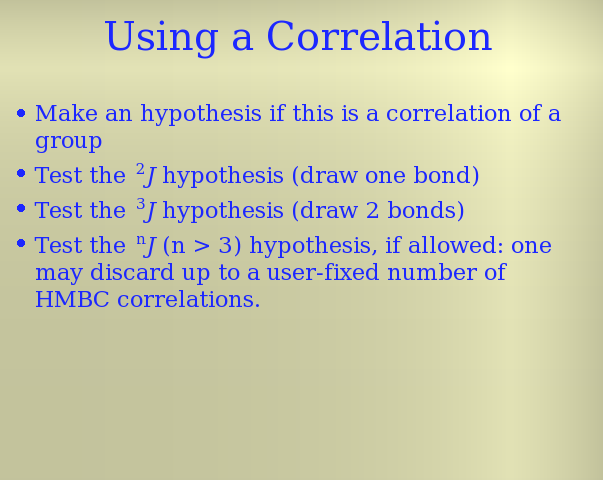 Using a Correlation
• Make an hypothesis if this is a correlation of a
group
• Test the ²J hypothesis (draw one bond)
• Test the ³J hypothesis (draw 2 bonds)
• Test the ⁿJ (n > 3) hypothesis, if allowed: one
may discard up to a user-fixed number of
HMBC correlations.